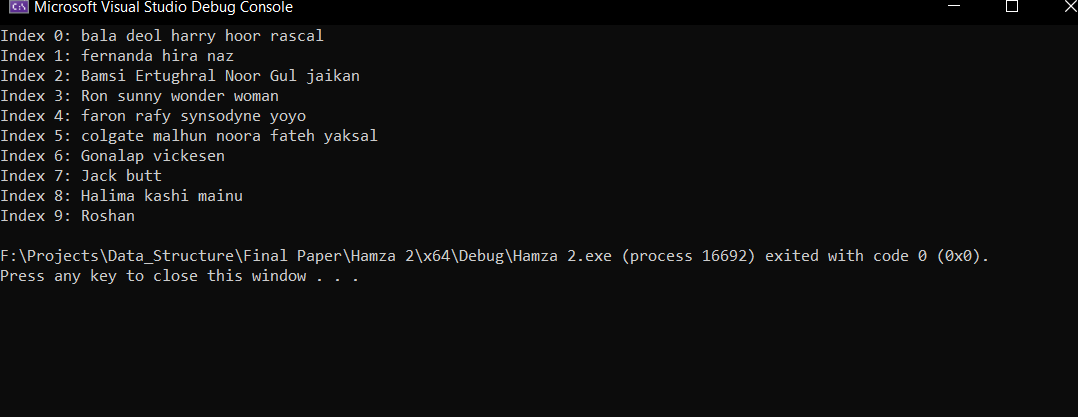 Microsoft Visual Studio Debug Console
Index 0: bala deol harry hoor rascal
Index 1: fernanda hira naz
Index 2: Bamsi Ertughral Noor Gul jaikan
Index 3: Ron sunny wonder woman
Index 4: faron rafy synsodyne yoyo
Index 5: colgate malhun noora fateh yaksal
Index 6: Gonalap vickesen
Index 7: Jack butt
Index 8: Halima kashi mainu
Index 9: Roshan
F:\Projects\Data_Structure\Final Paper\Hamza 2\x64\Debug\Hamza 2.exe (process 16692) exited with code 0 (0x0).
Press any key to close this window . . .